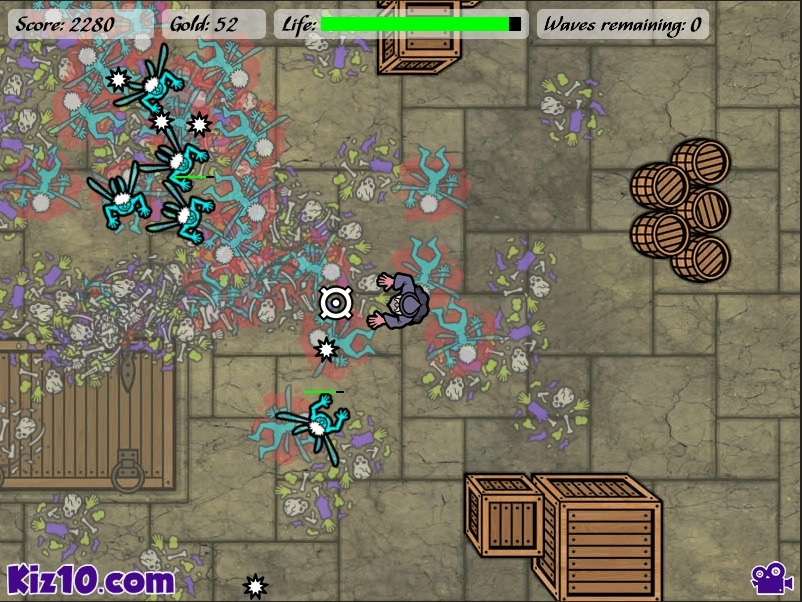 Score: 2280
Gold: 52
Life:
Waves remaining: 0
Kiz10.com